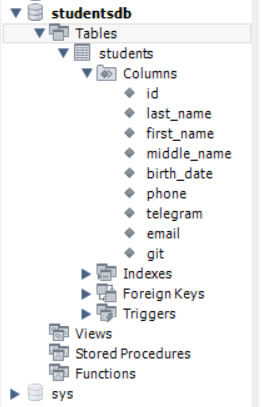 studentsdb
Tables
students
Columns
id
last_name
first_name
middle_name
birth_date
phone
telegram
email
git
Indexes
Foreign Keys
Triggers
Views
Stored Procedures
Functions
sys